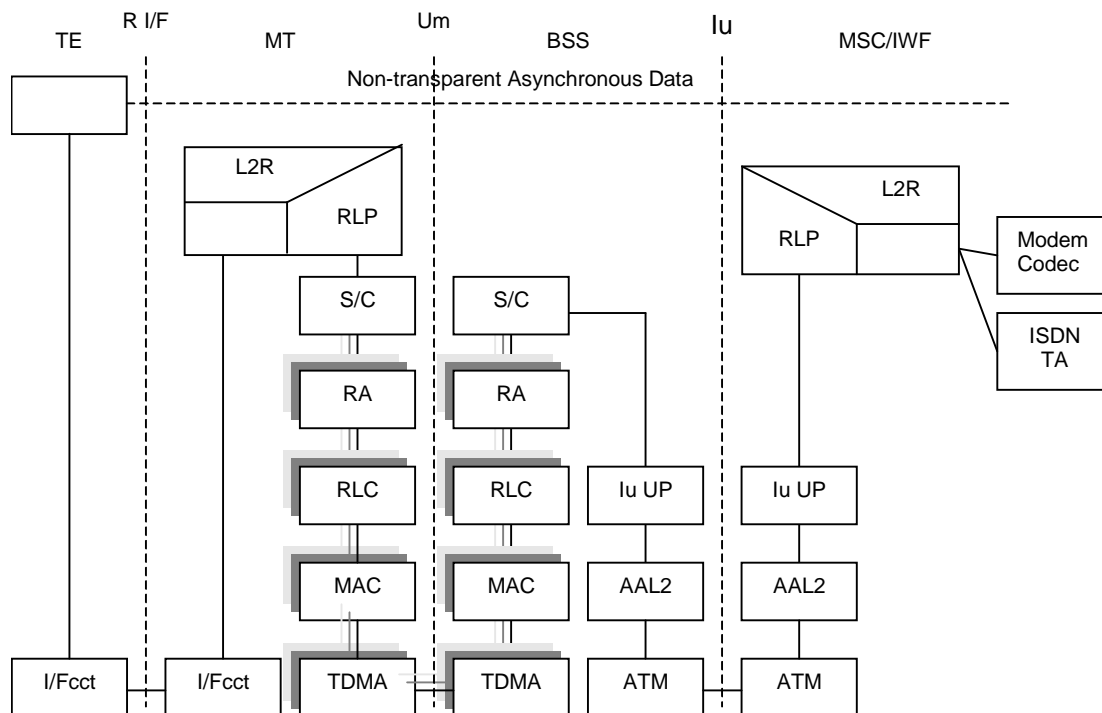 R I/F
Um
Iu
TE
MT
BSS
MSC/IWF
Non-transparent Asynchronous Data
L2R
RLP
L2R
RLP
Modem
Codec
ISDN
TA
S/C
S/C
RA
RA
RLC
RLC
Iu UP
Iu UP
MAC
MAC
AAL2
AAL2
I/Fcct
I/Fcct
TDMA
TDMA
ATM
ATM